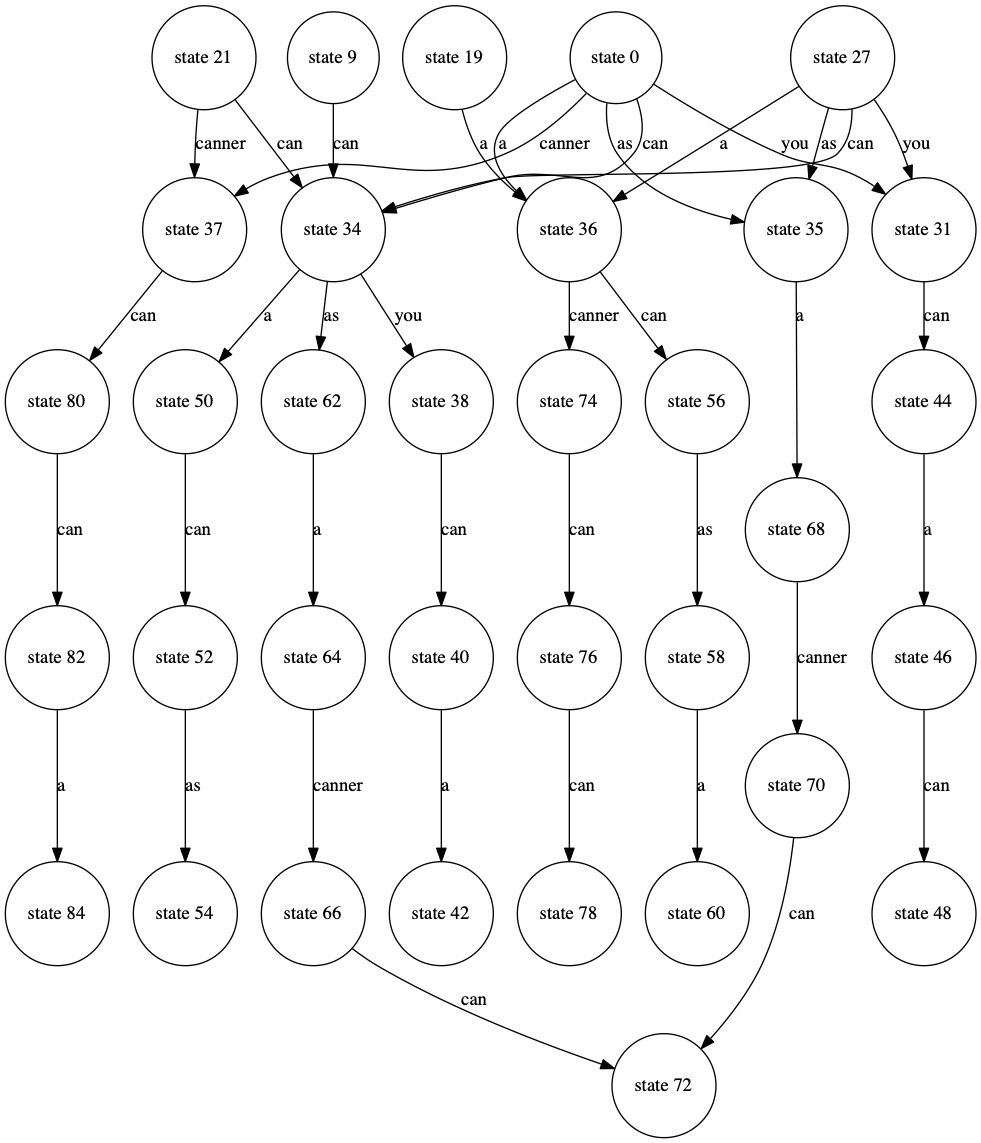 state 21
state 9
state 19
state 0
state 27
canner
can
can
a
a
canner
as
can
a
you
as
can
you
state 37
state 34
state 36
state 35
state 31
can
a
as
you
canner
can
a
can
state 80
state 50
state 62
state 38
state 74
state 56
state 44
can
can
a
can
can
as
state 68
a
state 82
state 52
state 64
state 40
state 76
state 58
canner
state 46
a
as
canner
a
can
a
state 70
can
state 84
state 54
state 66
state 42
state 78
state 60
can
state 48
can
state 72